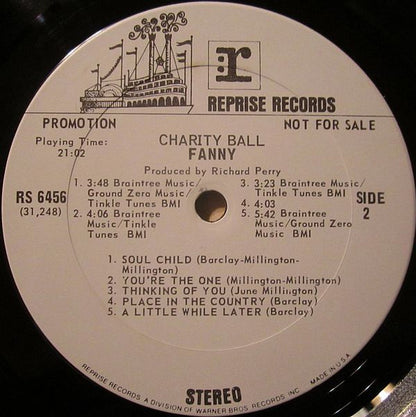 r
REPRISE RECORDS
PROMOTION
NOT FOR SALE
Playing Time:
21:02
CHARITY BALL
FANNY
Produced by Richard Perry
RS 6456
(31,248)
1. 3:48 Braintree Music/
Ground Zero Music/
Tinkle Tunes BMI
2. 4:06 Braintree
Music/Tinkle
Tunes BMI
3. 3:23 Braintree Music/
Tinkle Tunes BMI
4. 4:03
5. 5:42 Braintree
Music/Ground Zero
Music BMI
SIDE
2
1. SOUL CHILD (Barclay-Millington-
Millington)
2. YOU'RE THE ONE (Millington-Millington)
3. THINKING OF YOU (June Millington)
4. PLACE IN THE COUNTRY (Barclay)
5. A LITTLE WHILE LATER (Barclay)
STEREO
REPRISE RECORDS, A DIVISION OF WARNER BROS. RECORDS, INC. MADE IN U.S.A.